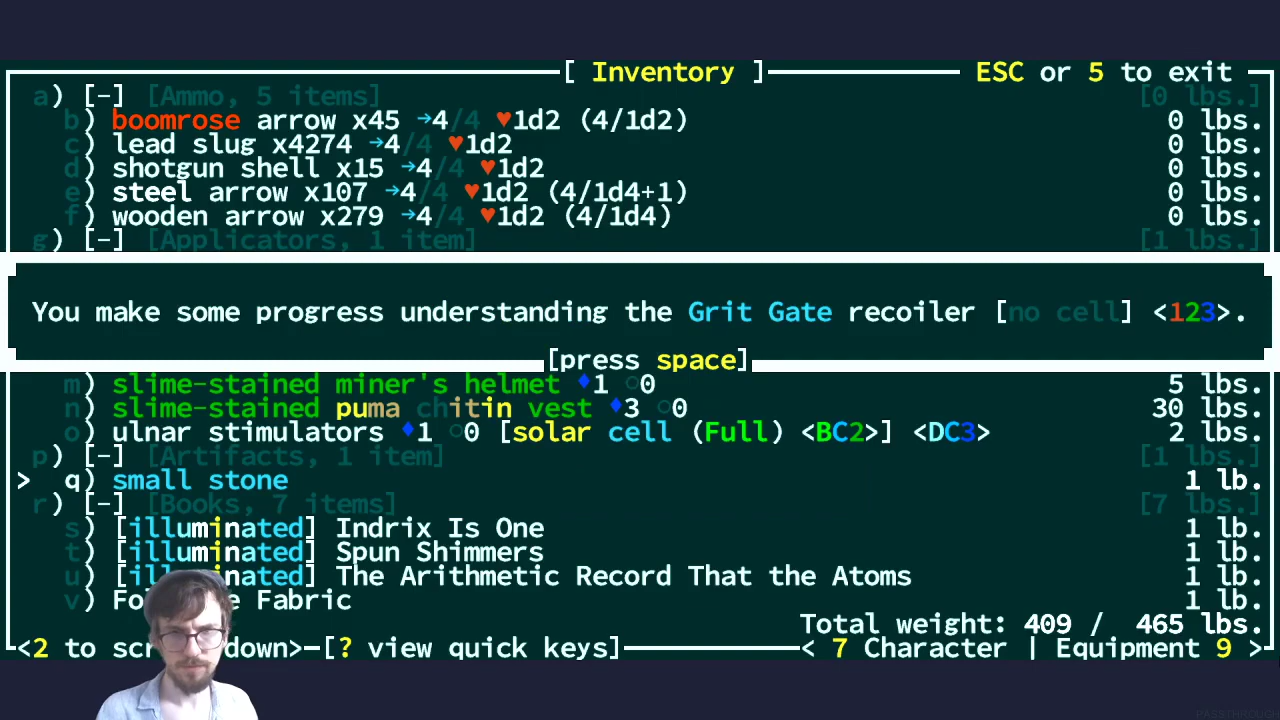 [ Inventory ] ESC or 5 to exit
a) [-] [Ammo, 5 items] [0 lbs.]
b) boomrose arrow x45 →4/4 ♥1d2 (4/1d2) 0 lbs.
c) lead slug x4274 →4/4 ♥1d2 0 lbs.
d) shotgun shell x15 →4/4 ♥1d2 0 lbs.
e) steel arrow x107 →4/4 ♥1d2 (4/1d4+1) 0 lbs.
f) wooden arrow x279 →4/4 ♥1d2 (4/1d4) 0 lbs.
g) [-] [Applicators, 1 item] [1 lbs.]
You make some progress understanding the Grit Gate recoiler [no cell] <123>.
[press space]
m) slime-stained miner's helmet ♦1 ○0 5 lbs.
n) slime-stained puma chitin vest ♦3 ○0 30 lbs.
o) ulnar stimulators ♦1 ○0 [solar cell (Full) <BC2>] <DC3> 2 lbs.
p) [-] [Artifacts, 1 item] [1 lbs.]
> q) small stone 1 lb.
r) [-] [Books, 7 items] [7 lbs.]
s) [illuminated] Indrix Is One 1 lb.
t) [illuminated] Spun Shimmers 1 lb.
u) [illuminated] The Arithmetic Record That the Atoms 1 lb.
v) Fabric 1 lb.
Total weight: 409 / 465 lbs.
<2 to down> [? view quick keys] < 7 Character | Equipment 9 >